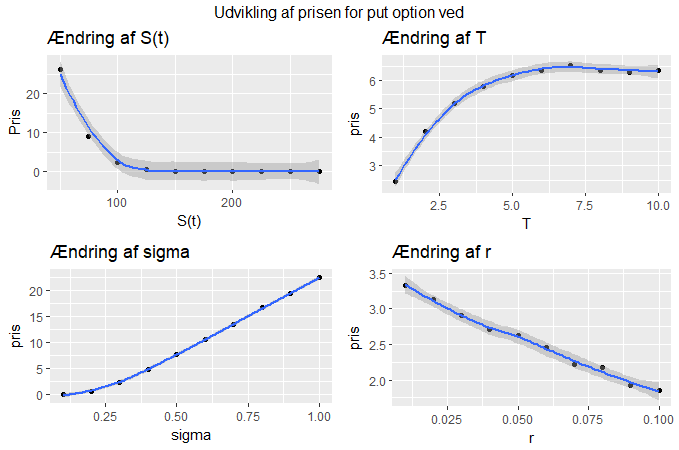 Udvikling af prisen for put option ved
Ændring af S(t)
Pris
20
10
0
100
200
S(t)
Ændring af T
pris
6
5
4
3
2.5
5.0
7.5
10.0
T
Ændring af sigma
pris
20
15
10
5
0
0.25
0.50
0.75
1.00
sigma
Ændring af r
pris
3.5
3.0
2.5
2.0
0.025
0.050
0.075
0.100
r